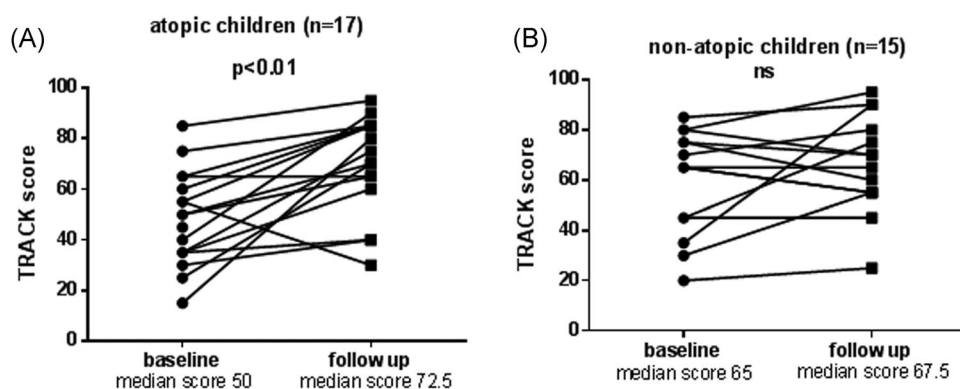 (A)
atopic children (n=17)
p<0.01
TRACK score
100
80
60
40
20
0
baseline
median score 50
follow up
median score 72.5
(B)
non-atopic children (n=15)
ns
TRACK score
100
80
60
40
20
0
baseline
median score 65
follow up
median score 67.5